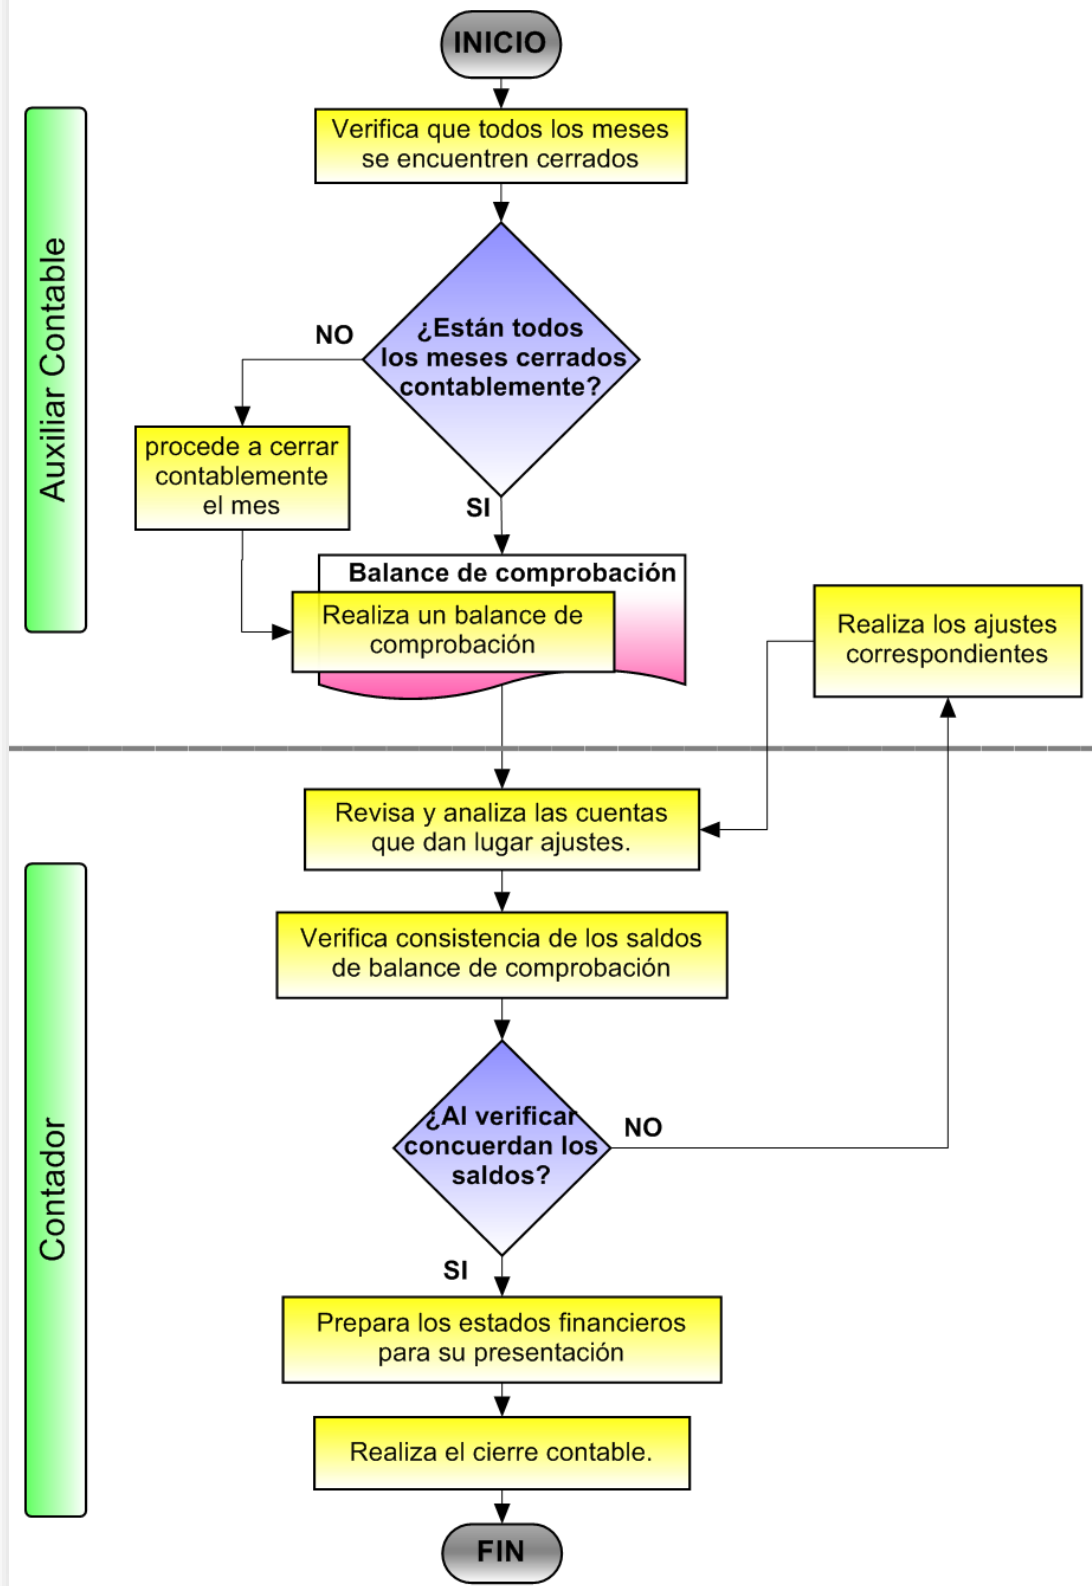 INICIO
Verifica que todos los meses
se encuentren cerrados
Auxiliar Contable
¿Están todos
los meses cerrados
contablemente?
NO
procede a cerrar
contablemente
el mes
SI
Balance de comprobación
Realiza un balance de
comprobación
Realiza los ajustes
correspondientes
Revisa y analiza las cuentas
que dan lugar ajustes.
Verifica consistencia de los saldos
de balance de comprobación
Contador
¿Al verificar
concuerdan los
saldos?
NO
SI
Prepara los estados financieros
para su presentación
Realiza el cierre contable.
FIN